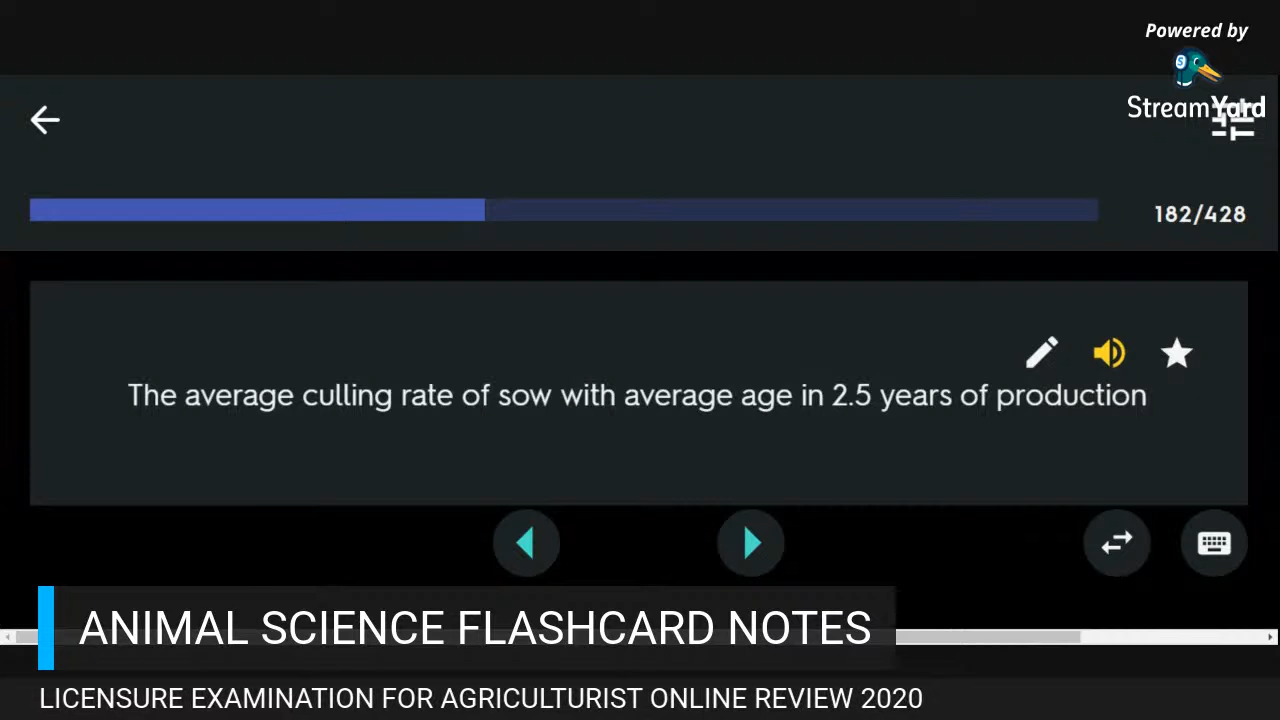 Powered by
StreamYard
182/428
The average culling rate of sow with average age in 2.5 years of production
ANIMAL SCIENCE FLASHCARD NOTES
LICENSURE EXAMINATION FOR AGRICULTURIST ONLINE REVIEW 2020